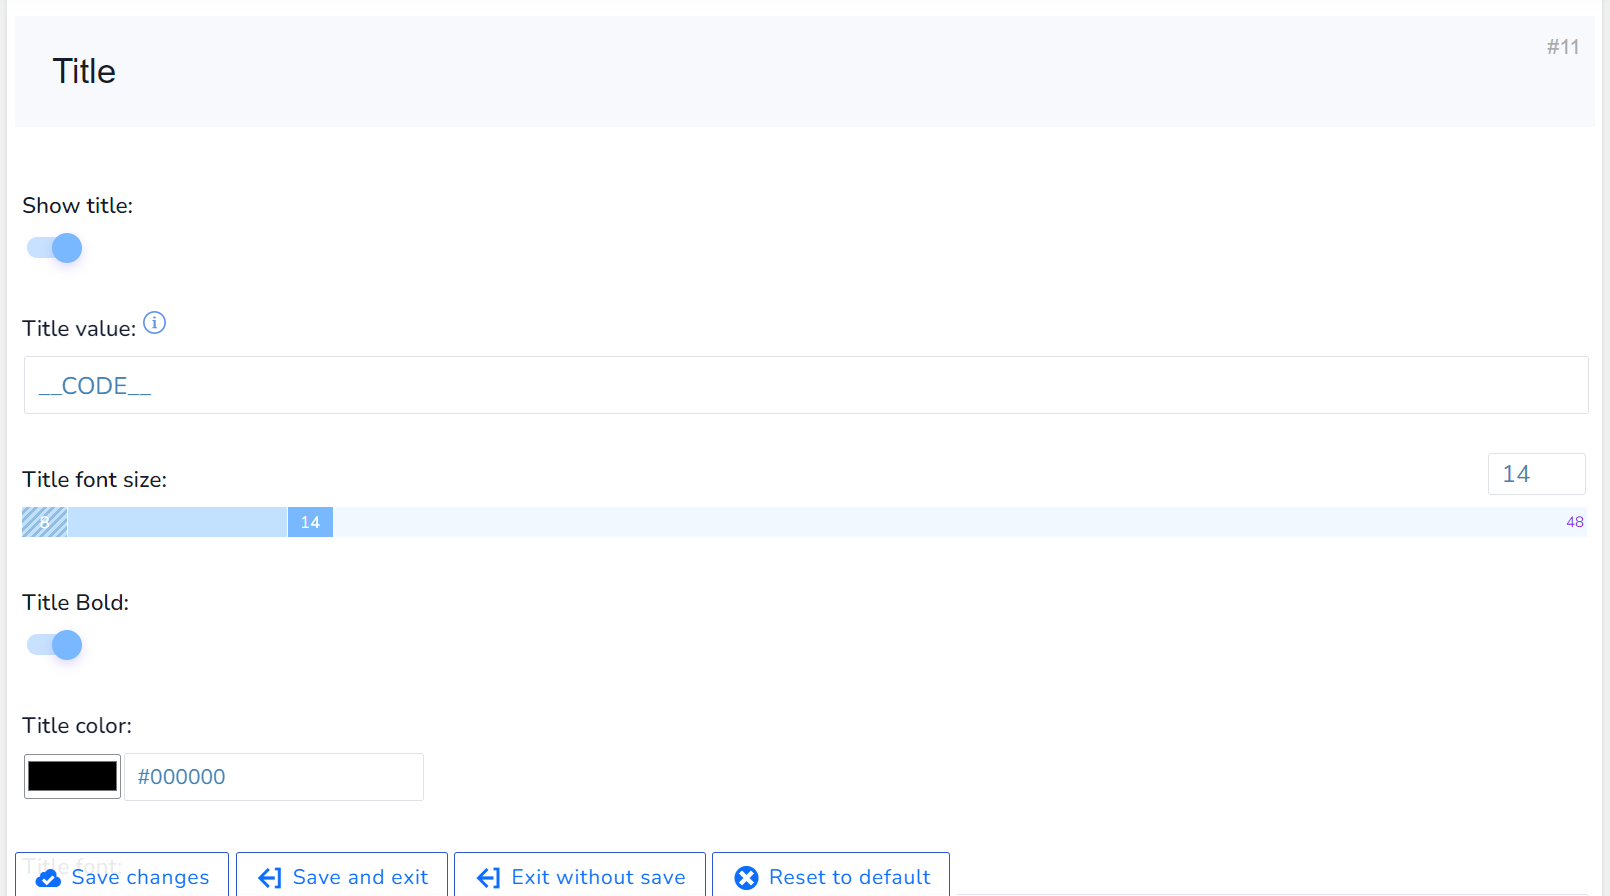 Title
#11
Show title:
Title value:
__CODE__
Title font size:
14
8
14
48
Title Bold:
Title color:
#000000
Title font:
Save changes
Save and exit
Exit without save
Reset to default